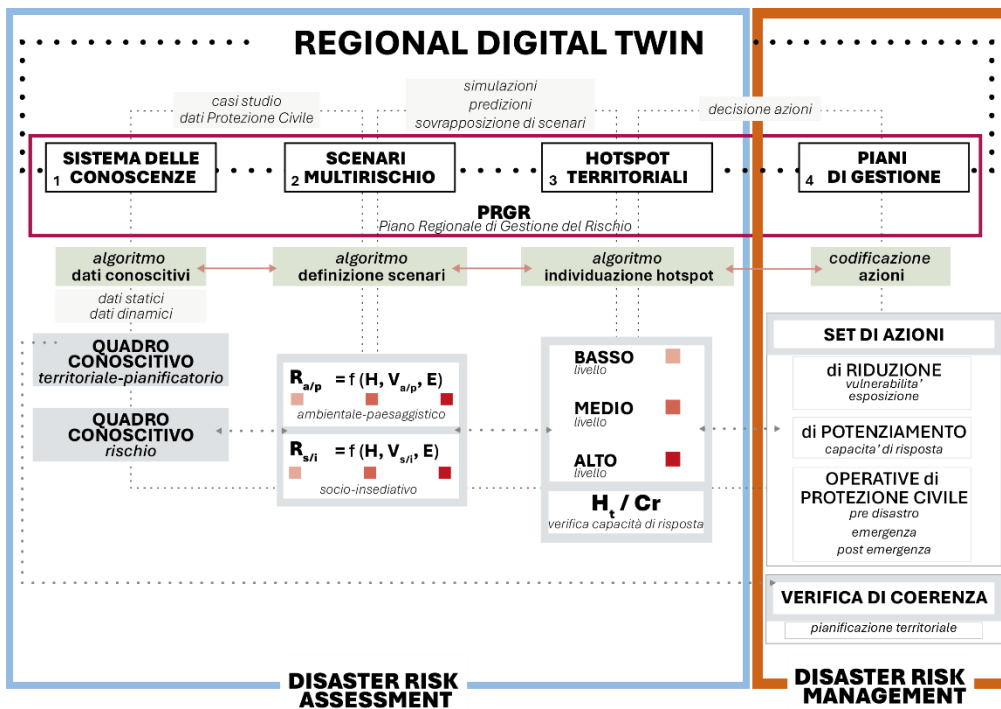 REGIONAL DIGITAL TWIN
casi studio
dati Protezione Civile
simulazioni
predizioni
sovrapposizione di scenari
decisione azioni
SISTEMA DELLE
1 CONOSCENZE
SCENARI
2 MULTIRISCHIO
HOTSPOT
3 TERRITORIALI
PIANI
4 DI GESTIONE
PRGR
Piano Regionale di Gestione del Rischio
algoritmo
dati conoscitivi
algoritmo
definizione scenari
algoritmo
individuazione hotspot
codificazione
azioni
dati statici
dati dinamici
QUADRO
CONOSCITIVO
territoriale-pianificatorio
QUADRO
CONOSCITIVO
rischio
R a/p = f (H, V a/p, E)
ambientale-paesaggistico
R s/i = f (H, V s/i, E)
socio-insediativo
BASSO
livello
MEDIO
livello
ALTO
livello
H t / Cr
verifica capacità di risposta
SET DI AZIONI
di RIDUZIONE
vulnerabilita'
esposizione
di POTENZIAMENTO
capacita' di risposta
OPERATIVE di
PROTEZIONE CIVILE
pre disastro
emergenza
post emergenza
VERIFICA DI COERENZA
pianificazione territoriale
DISASTER RISK
ASSESSMENT
DISASTER RISK
MANAGEMENT